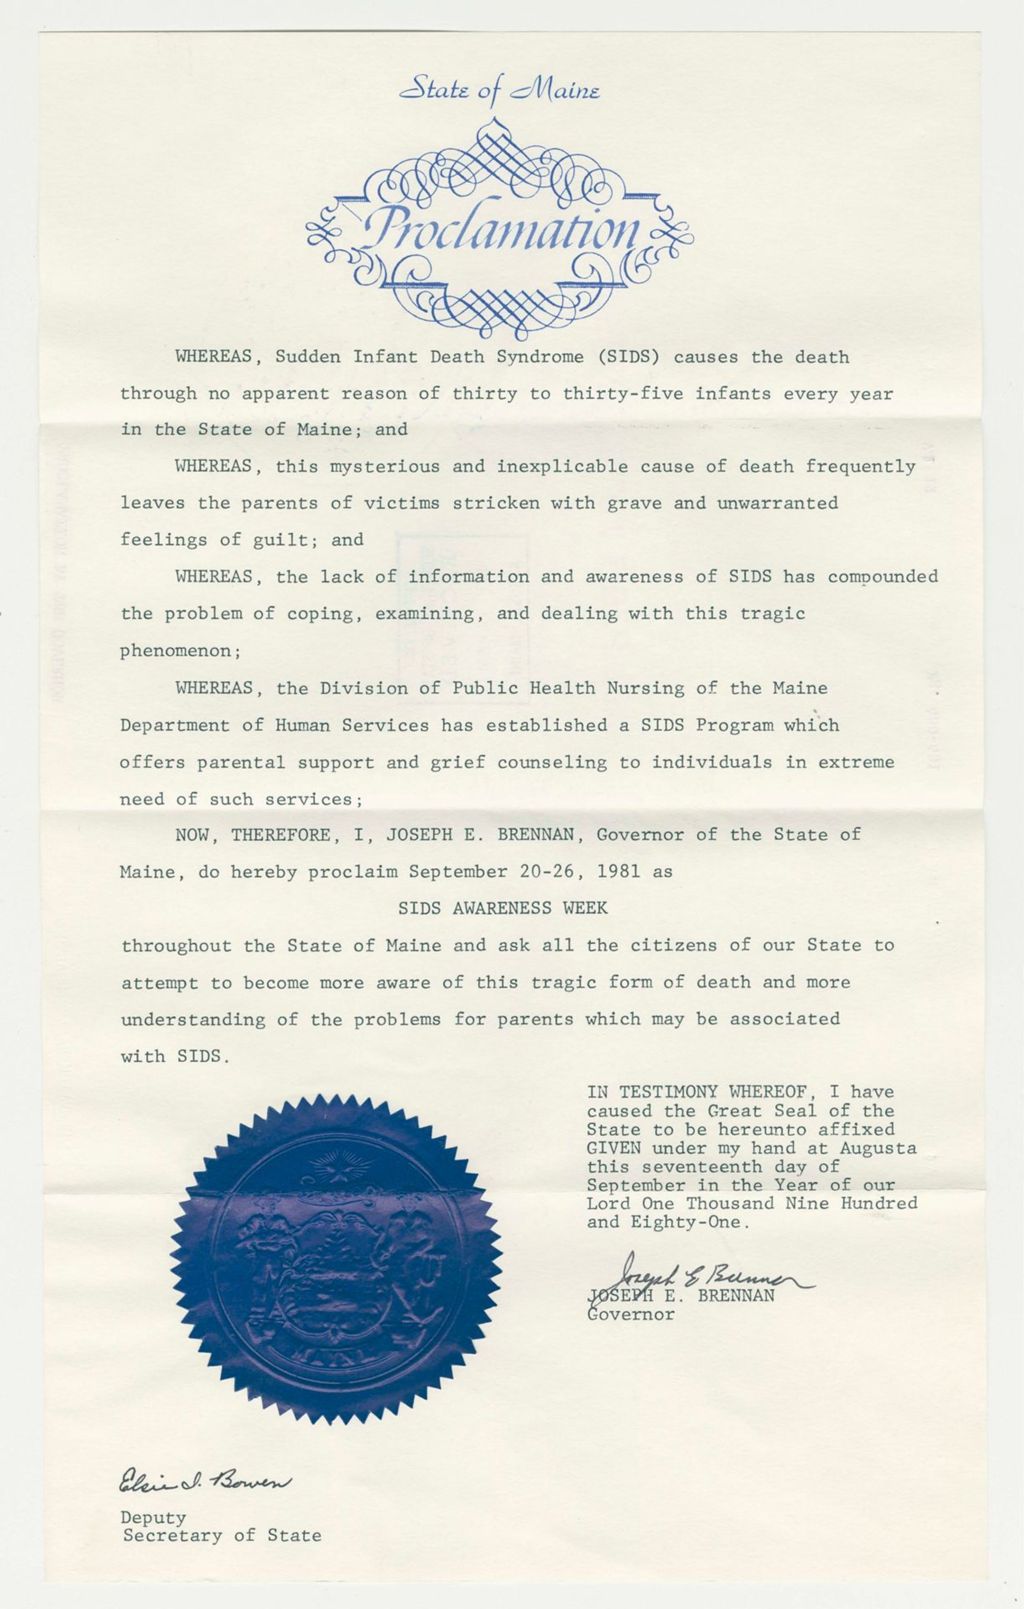 State of Maine
Proclamation
WHEREAS, Sudden Infant Death Syndrome (SIDS) causes the death
through no apparent reason of thirty to thirty-five infants every year
in the State of Maine; and
WHEREAS, this mysterious and inexplicable cause of death frequently
leaves the parents of victims stricken with grave and unwarranted
feelings of guilt; and
WHEREAS, the lack of information and awareness of SIDS has compounded
the problem of coping, examining, and dealing with this tragic
phenomenon;
WHEREAS, the Division of Public Health Nursing of the Maine
Department of Human Services has established a SIDS Program which
offers parental support and grief counseling to individuals in extreme
need of such services;
NOW, THEREFORE, I, JOSEPH E. BRENNAN, Governor of the State of
Maine, do hereby proclaim September 20-26, 1981 as
SIDS AWARENESS WEEK
throughout the State of Maine and ask all the citizens of our State to
attempt to become more aware of this tragic form of death and more
understanding of the problems for parents which may be associated
with SIDS.
IN TESTIMONY WHEREOF, I have
caused the Great Seal of the
State to be hereunto affixed
GIVEN under my hand at Augusta
this seventeenth day of
September in the Year of our
Lord One Thousand Nine Hundred
and Eighty-One.
Joseph E Brennan
JOSEPH E. BRENNAN
Governor
Elsie I. Bowen
Deputy
Secretary of State